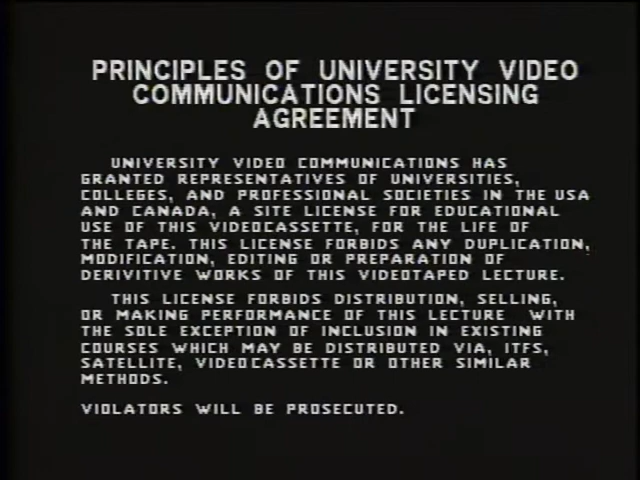 PRINCIPLES OF UNIVERSITY VIDEO
COMMUNICATIONS LICENSING
AGREEMENT
UNIVERSITY VIDEO COMMUNICATIONS HAS
GRANTED REPRESENTATIVES OF UNIVERSITIES,
COLLEGES, AND PROFESSIONAL SOCIETIES IN THE USA
AND CANADA, A SITE LICENSE FOR EDUCATIONAL
USE OF THIS VIDEOCASSETTE, FOR THE LIFE OF
THE TAPE. THIS LICENSE FORBIDS ANY DUPLICATION,
MODIFICATION, EDITING OR PREPARATION OF
DERIVITIVE WORKS OF THIS VIDEOTAPED LECTURE.
THIS LICENSE FORBIDS DISTRIBUTION, SELLING,
OR MAKING PERFORMANCE OF THIS LECTURE WITH
THE SOLE EXCEPTION OF INCLUSION IN EXISTING
COURSES WHICH MAY BE DISTRIBUTED VIA, ITFS,
SATELLITE, VIDEOCASSETTE OR OTHER SIMILAR
METHODS.
VIOLATORS WILL BE PROSECUTED.